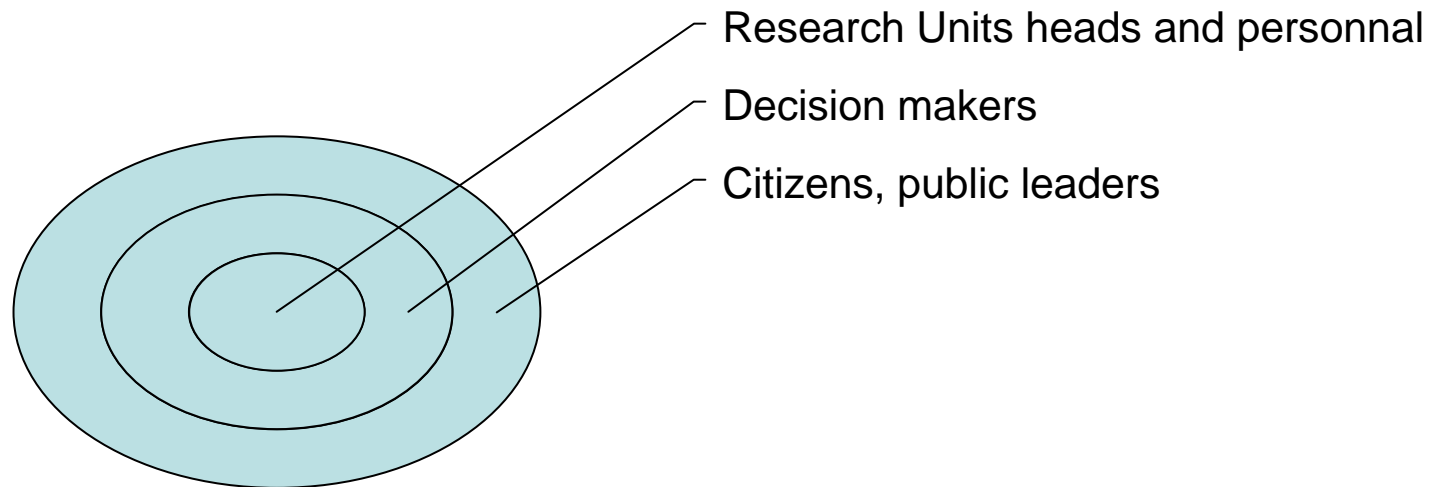 Research Units heads and personnal
Decision makers
Citizens, public leaders